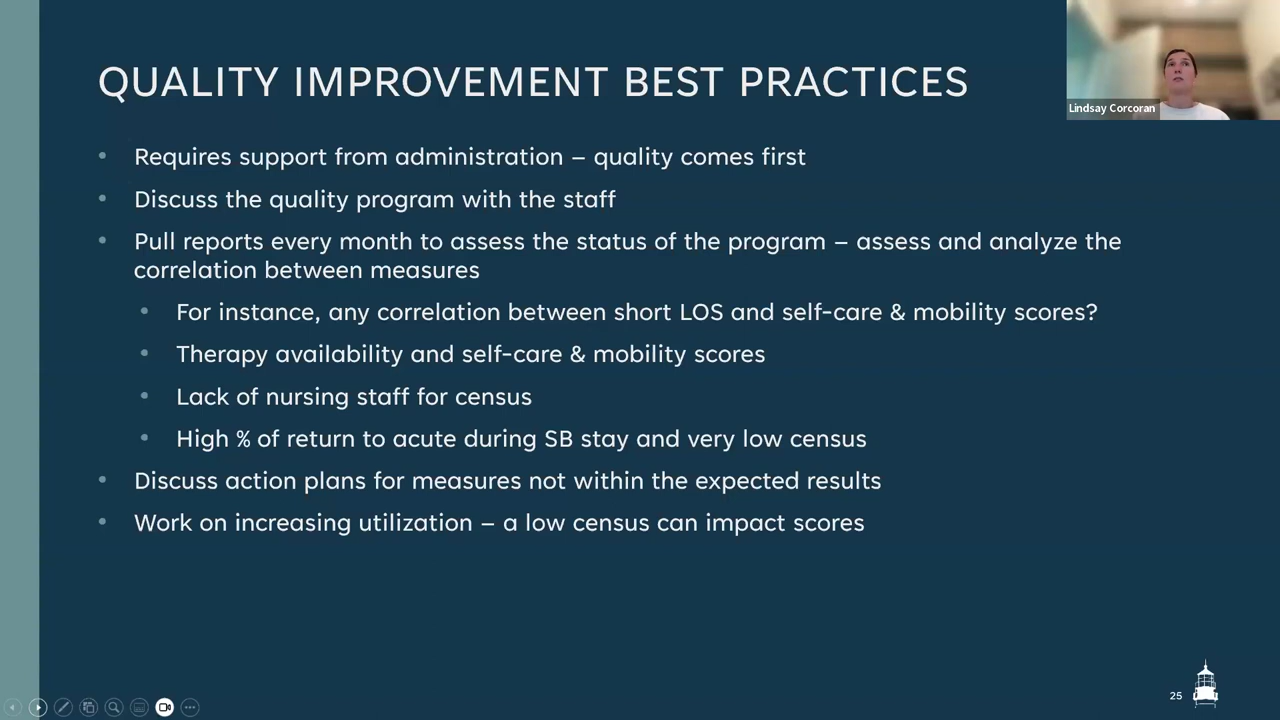 QUALITY IMPROVEMENT BEST PRACTICES
Lindsay Corcoran
Requires support from administration – quality comes first
Discuss the quality program with the staff
Pull reports every month to assess the status of the program – assess and analyze the
correlation between measures
For instance, any correlation between short LOS and self-care & mobility scores?
Therapy availability and self-care & mobility scores
Lack of nursing staff for census
High % of return to acute during SB stay and very low census
Discuss action plans for measures not within the expected results
Work on increasing utilization – a low census can impact scores
25